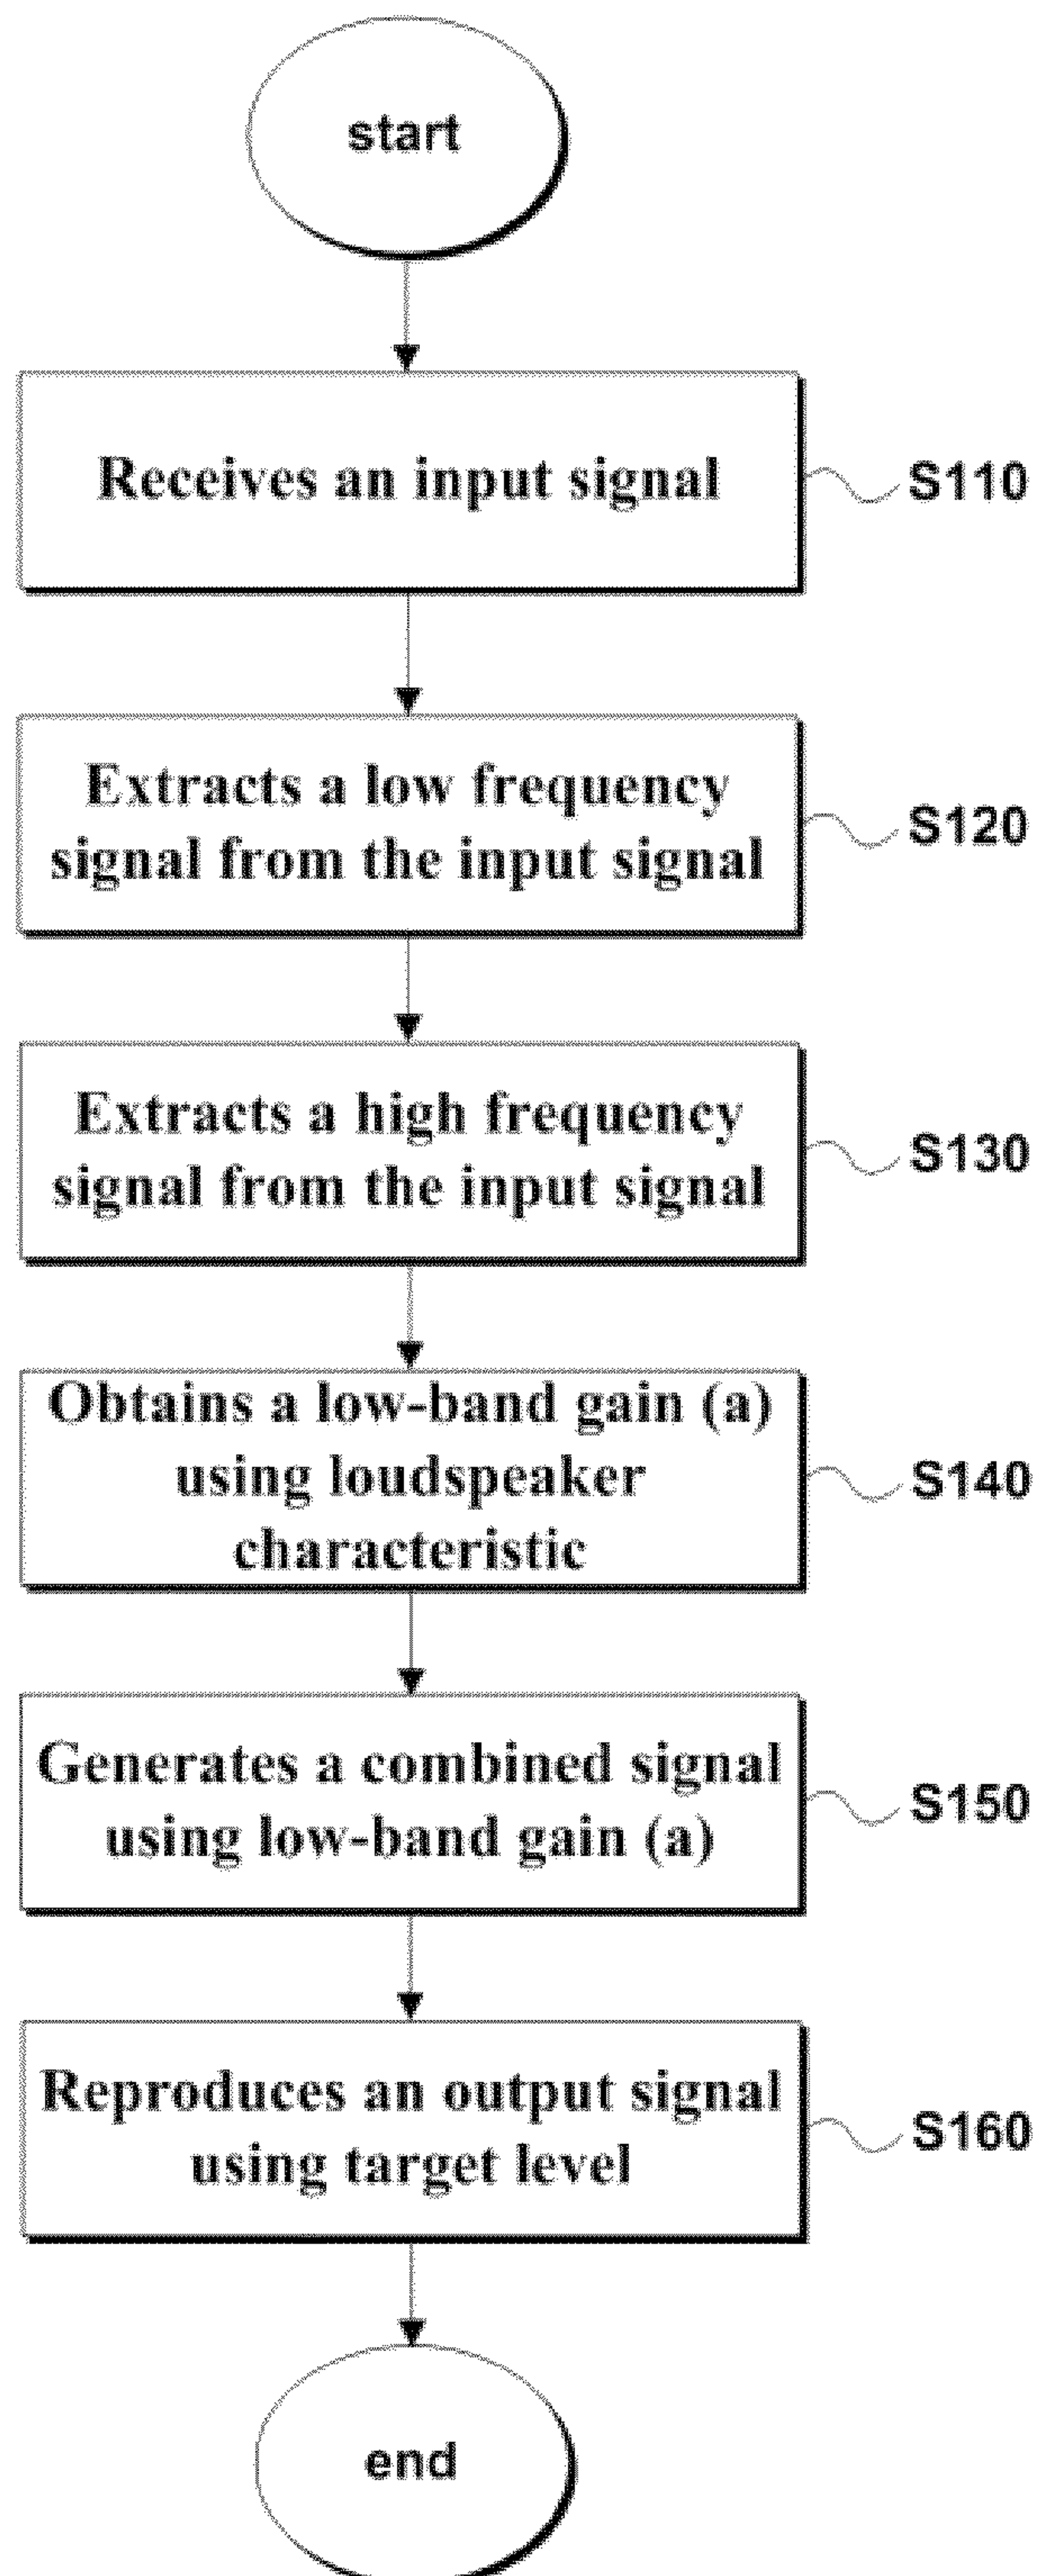 start
Receives an input signal
S110
Extracts a low frequency
signal from the input signal
S120
Extracts a high frequency
signal from the input signal
S130
Obtains a low-band gain (a)
using loudspeaker
characteristic
S140
Generates a combined signal
using low-band gain (a)
S150
Reproduces an output signal
using target level
S160
end